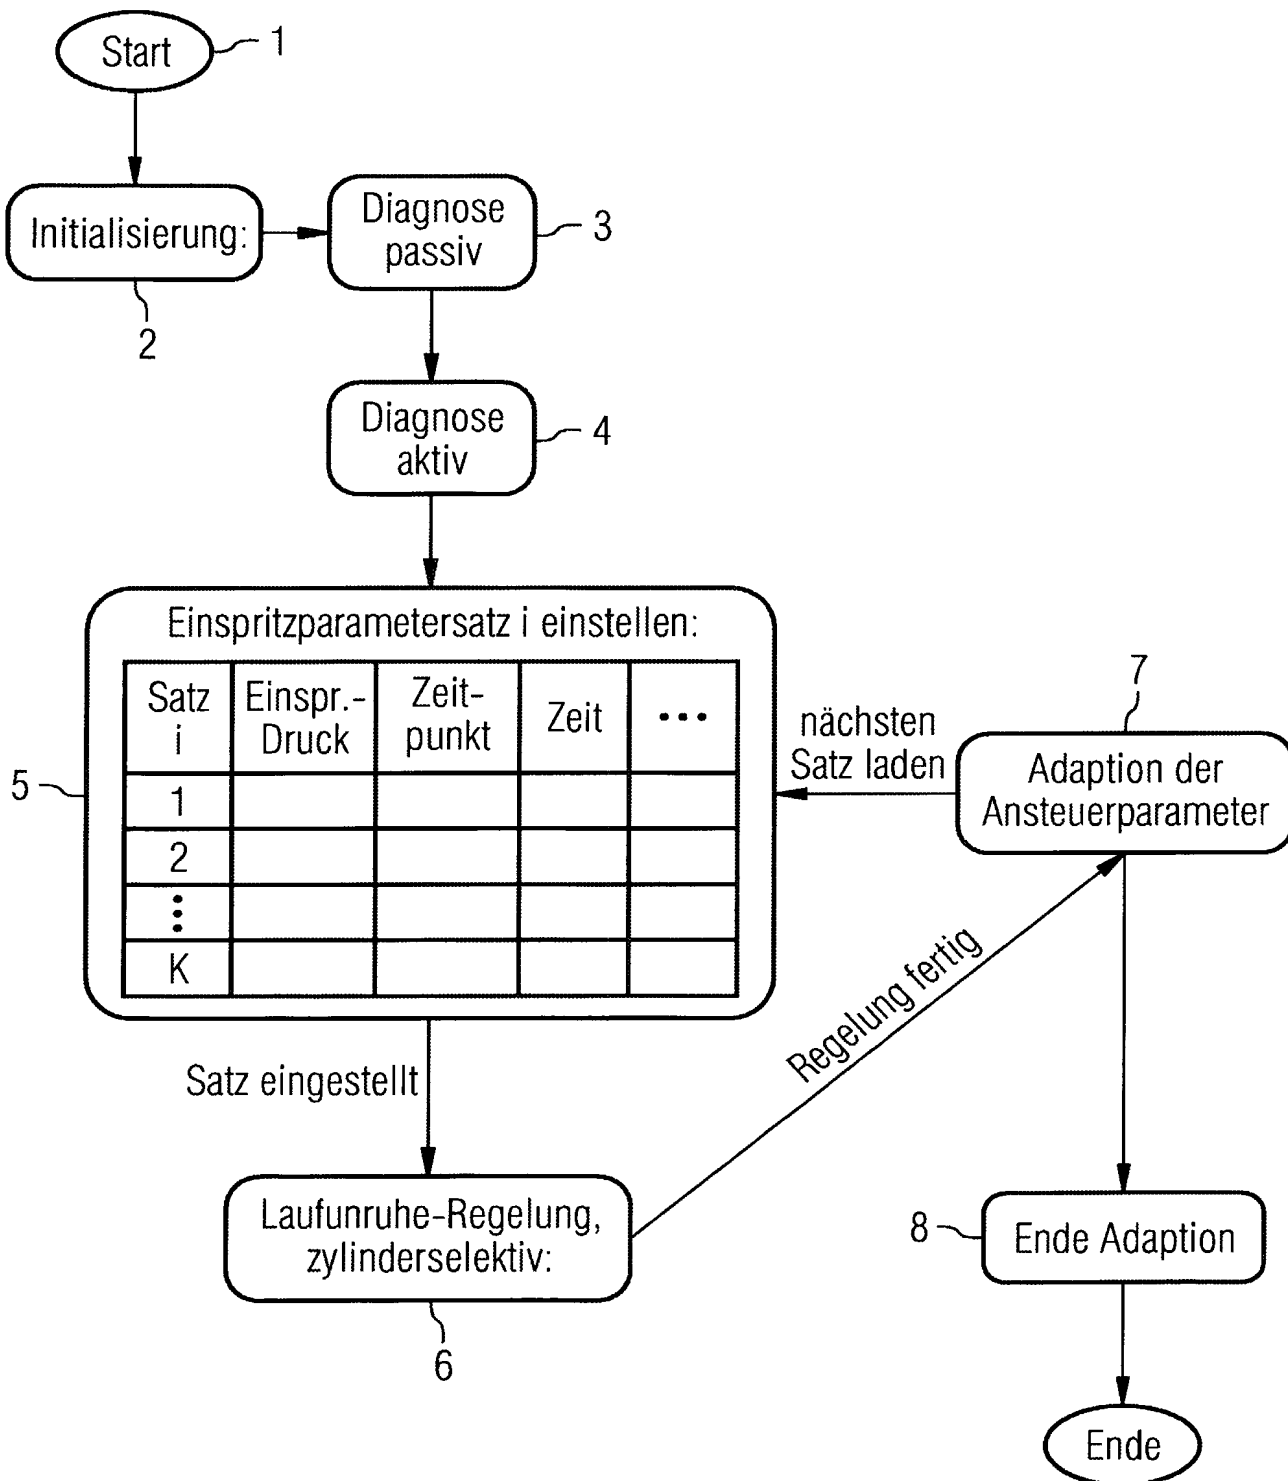 Start
1
Initialisierung:
2
Diagnose
passiv
3
Diagnose
aktiv
4
Einspritzparametersatz i einstellen:
Satz
i
Einspr.-
Druck
Zeit-
punkt
Zeit
...
1
2
⋮
K
5
nächsten
Satz laden
7
Adaption der
Ansteuerparameter
Satz eingestellt
Regelung fertig
Laufunruhe-Regelung,
zylinderselektiv:
6
8
Ende Adaption
Ende